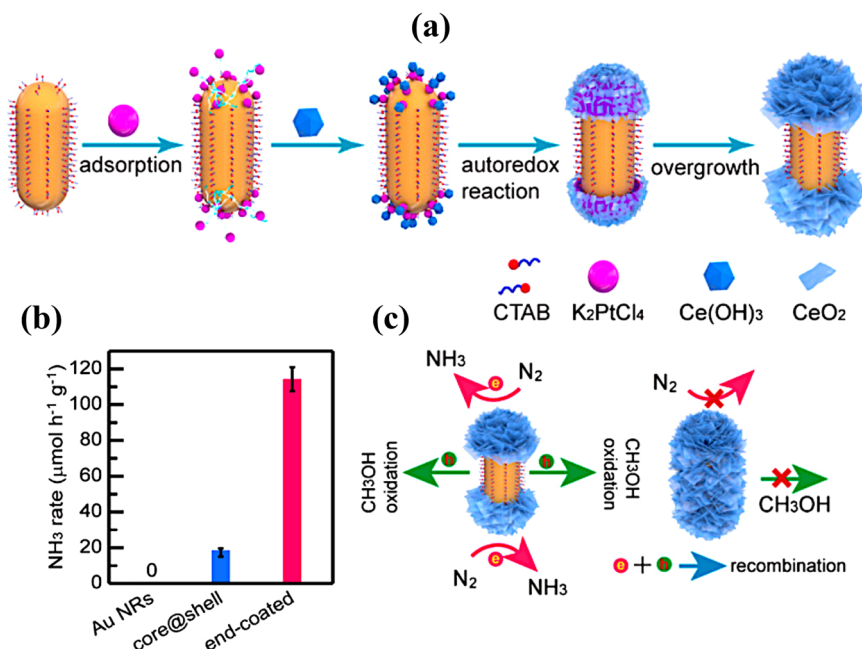 (a)
adsorption
autoredox
reaction
overgrowth
CTAB
K₂PtCl₄
Ce(OH)₃
CeO₂
(b)
NH₃ rate (μmol h⁻¹ g⁻¹)
120
100
80
60
40
20
0
0
Au NRs
core@shell
end-coated
(c)
NH₃
e
N₂
CH3OH
oxidation
h
h
CH3OH
oxidation
N₂
e
NH₃
N₂
CH3OH
e + h
recombination